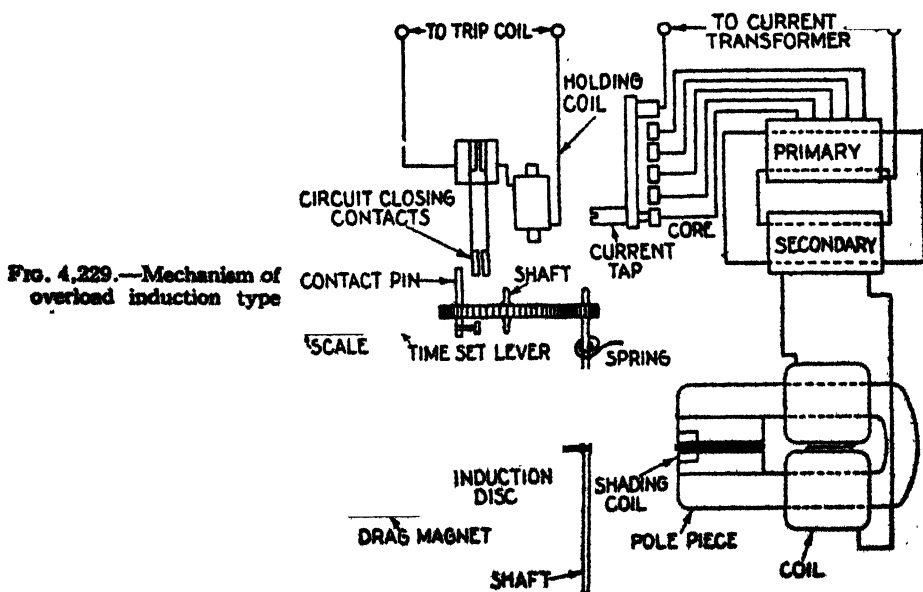 TO TRIP COIL
TO CURRENT
TRANSFORMER
HOLDING
COIL
PRIMARY
CIRCUIT CLOSING
CONTACTS
CORE
SECONDARY
CURRENT
TAP
FIG. 4,229.—Mechanism of
overload induction type
CONTACT PIN
SHAFT
SCALE
TIME SET LEVER
SPRING
INDUCTION
DISC
SHADING
COIL
DRAG MAGNET
POLE PIECE
COIL
SHAFT